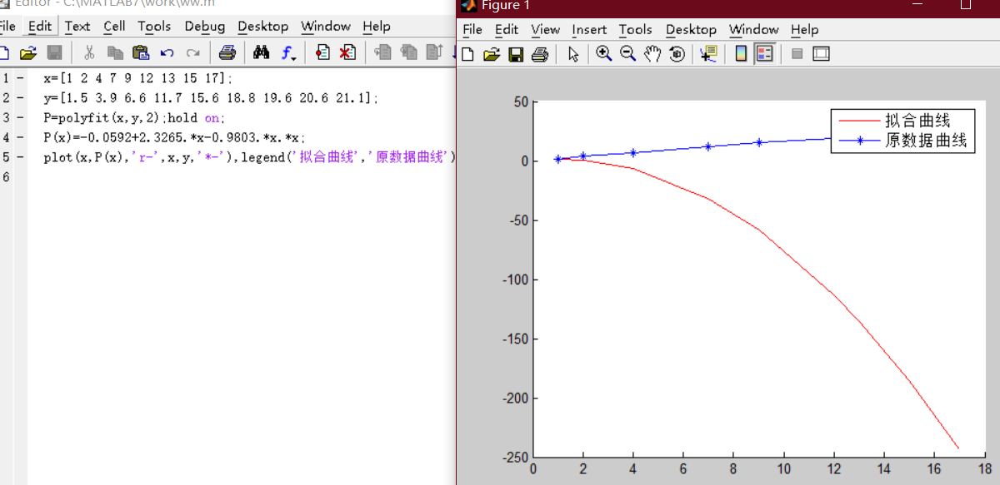 Editor - C:\MATLAB7\work\ww.m
File Edit Text Cell Tools Debug Desktop Window Help
1 - x=[1 2 4 7 9 12 13 15 17];
2 - y=[1.5 3.9 6.6 11.7 15.6 18.8 19.6 20.6 21.1];
3 - P=polyfit(x,y,2);hold on;
4 - P(x)=-0.0592+2.3265.*x-0.9803.*x.*x;
5 - plot(x,P(x),'r-',x,y,'*-'),legend('拟合曲线','原数据曲线')
6
Figure 1
File Edit View Insert Tools Desktop Window Help
拟合曲线
原数据曲线
50
0
-50
-100
-150
-200
-250
0 2 4 6 8 10 12 14 16 18